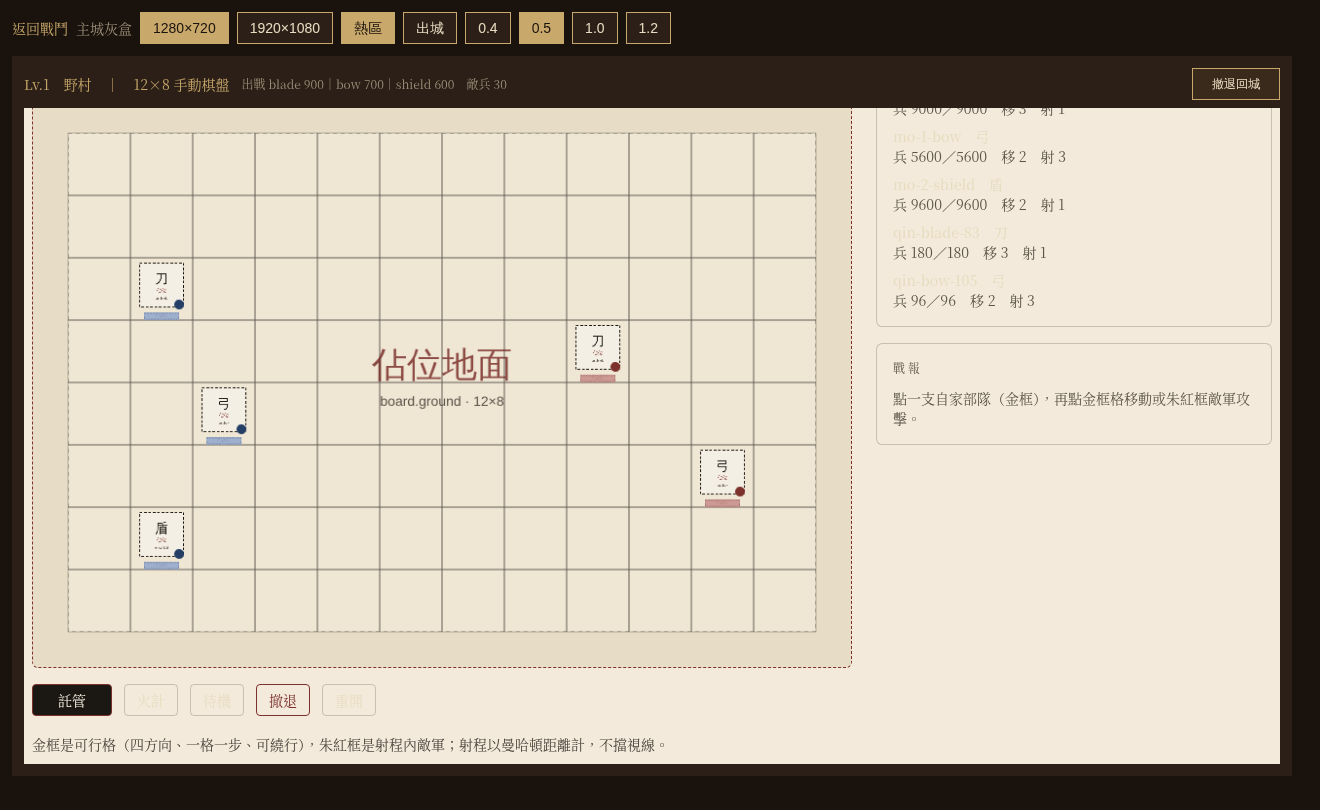 返回戰鬥 主城灰盒 1280×720 1920×1080 熱區 出城 0.4 0.5 1.0 1.2
Lv.1 野村 ｜ 12×8 手動棋盤 出戰 blade 900｜bow 700｜shield 600 敵兵 30 撤退回城
兵 9000／9000 移 3 射 1
mo-1-bow 弓
兵 5600／5600 移 2 射 3
mo-2-shield 盾
兵 9600／9600 移 2 射 1
qin-blade-83 刀
兵 180／180 移 3 射 1
qin-bow-105 弓
兵 96／96 移 2 射 3
戰報
點一支自家部隊（金框），再點金框格移動或朱紅框敵軍攻
擊。
刀
刀
佔位地面
board.ground · 12×8
弓
弓
盾
託管 火計 待機 撤退 重開
金框是可行格（四方向、一格一步、可繞行），朱紅框是射程內敵軍；射程以曼哈頓距離計，不擋視線。